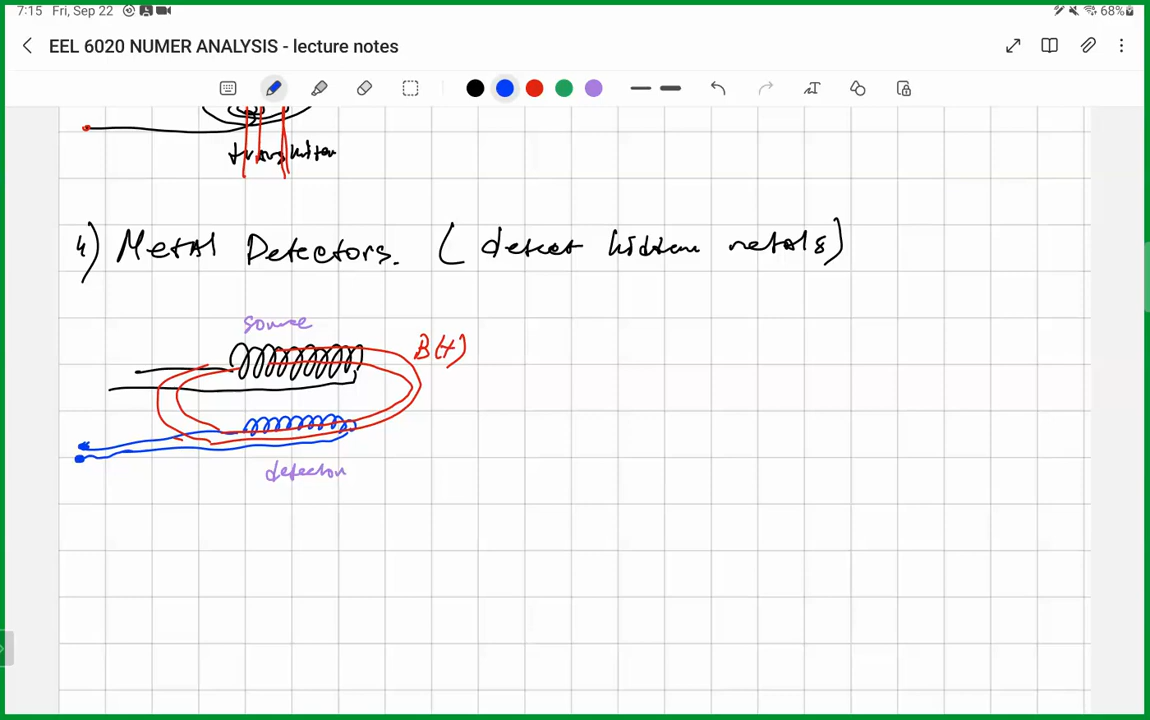 7:15 Fri, Sep 22
68%
EEL 6020 NUMER ANALYSIS - lecture notes
transmitter
4) Metal Detectors. ( detect hidden metals)
source
B(t)
detector